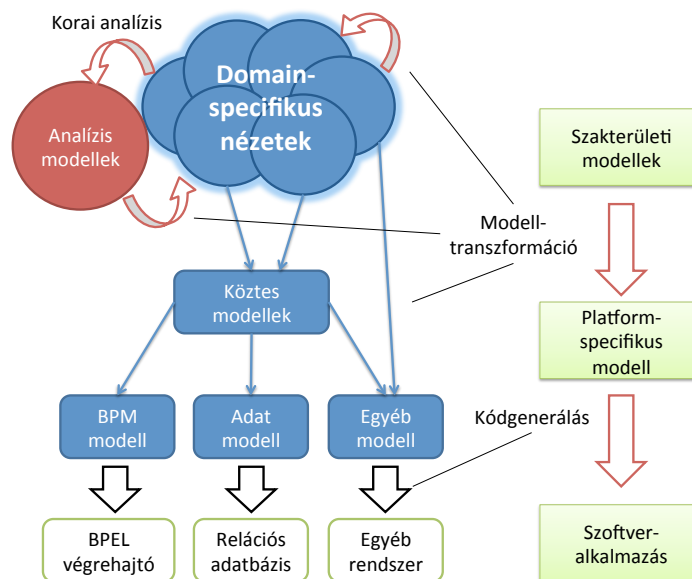 Korai analízis
Domain-
specifikus
nézetek
Analízis
modellek
Szakterületi
modellek
Modell-
transzformáció
Köztes
modellek
Platform-
specifikus
modell
BPM
modell
Adat
modell
Egyéb
modell
Kódgenerálás
BPEL
végrehajtó
Relációs
adatbázis
Egyéb
rendszer
Szoftver-
alkalmazás